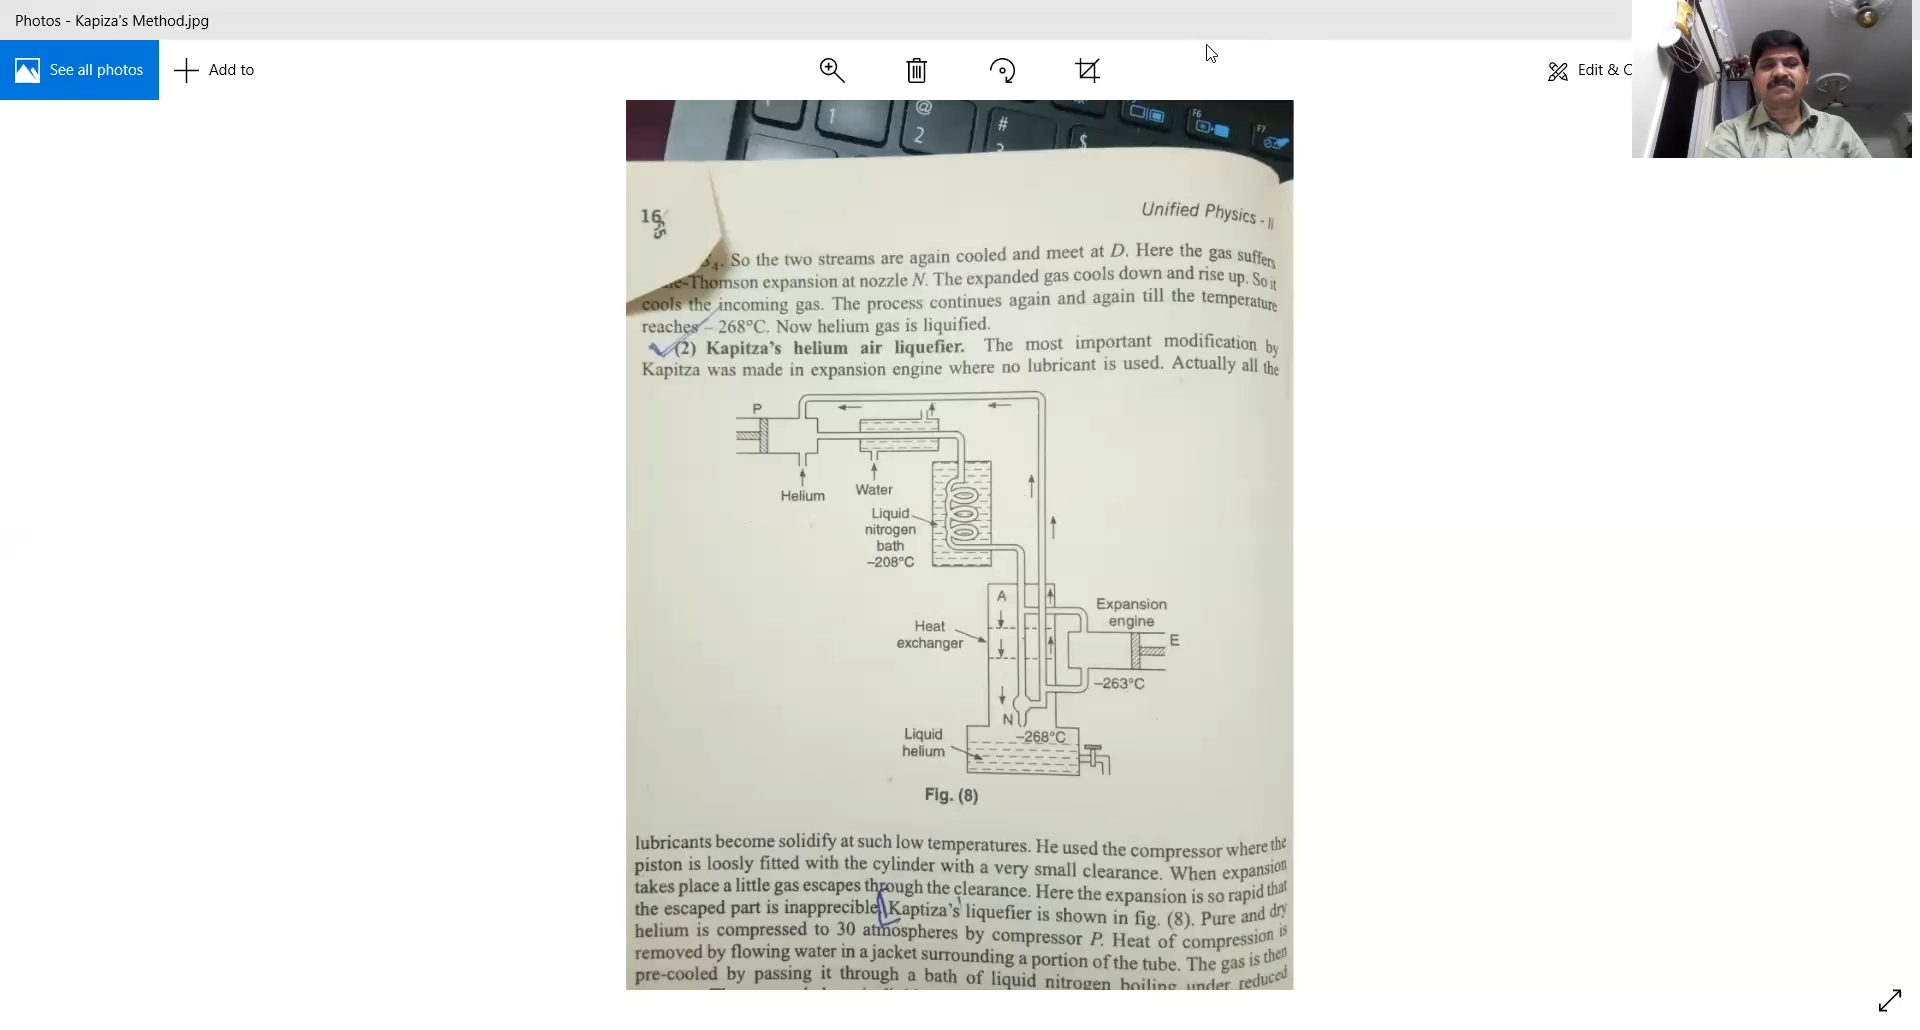 Photos - Kapiza's Method.jpg
See all photos
Add to
Edit & C
1
@
2
#
$
F6
F7
16
Unified Physics - II
So the two streams are again cooled and meet at D. Here the gas suffers
-Thomson expansion at nozzle N. The expanded gas cools down and rise up. So it
cools the incoming gas. The process continues again and again till the temperature
reaches – 268°C. Now helium gas is liquified.
(2) Kapitza's helium air liquefier. The most important modification by
Kapitza was made in expansion engine where no lubricant is used. Actually all the
P
Helium
Water
Liquid
nitrogen
bath
–208°C
A
Heat
exchanger
Expansion
engine
E
–263°C
N
–268°C
Liquid
helium
Fig. (8)
lubricants become solidify at such low temperatures. He used the compressor where the
piston is loosly fitted with the cylinder with a very small clearance. When expansion
takes place a little gas escapes through the clearance. Here the expansion is so rapid that
the escaped part is inapprecible. Kaptiza's liquefier is shown in fig. (8). Pure and dry
helium is compressed to 30 atmospheres by compressor P. Heat of compression is
removed by flowing water in a jacket surrounding a portion of the tube. The gas is then
pre-cooled by passing it through a bath of liquid nitrogen boiling under reduced